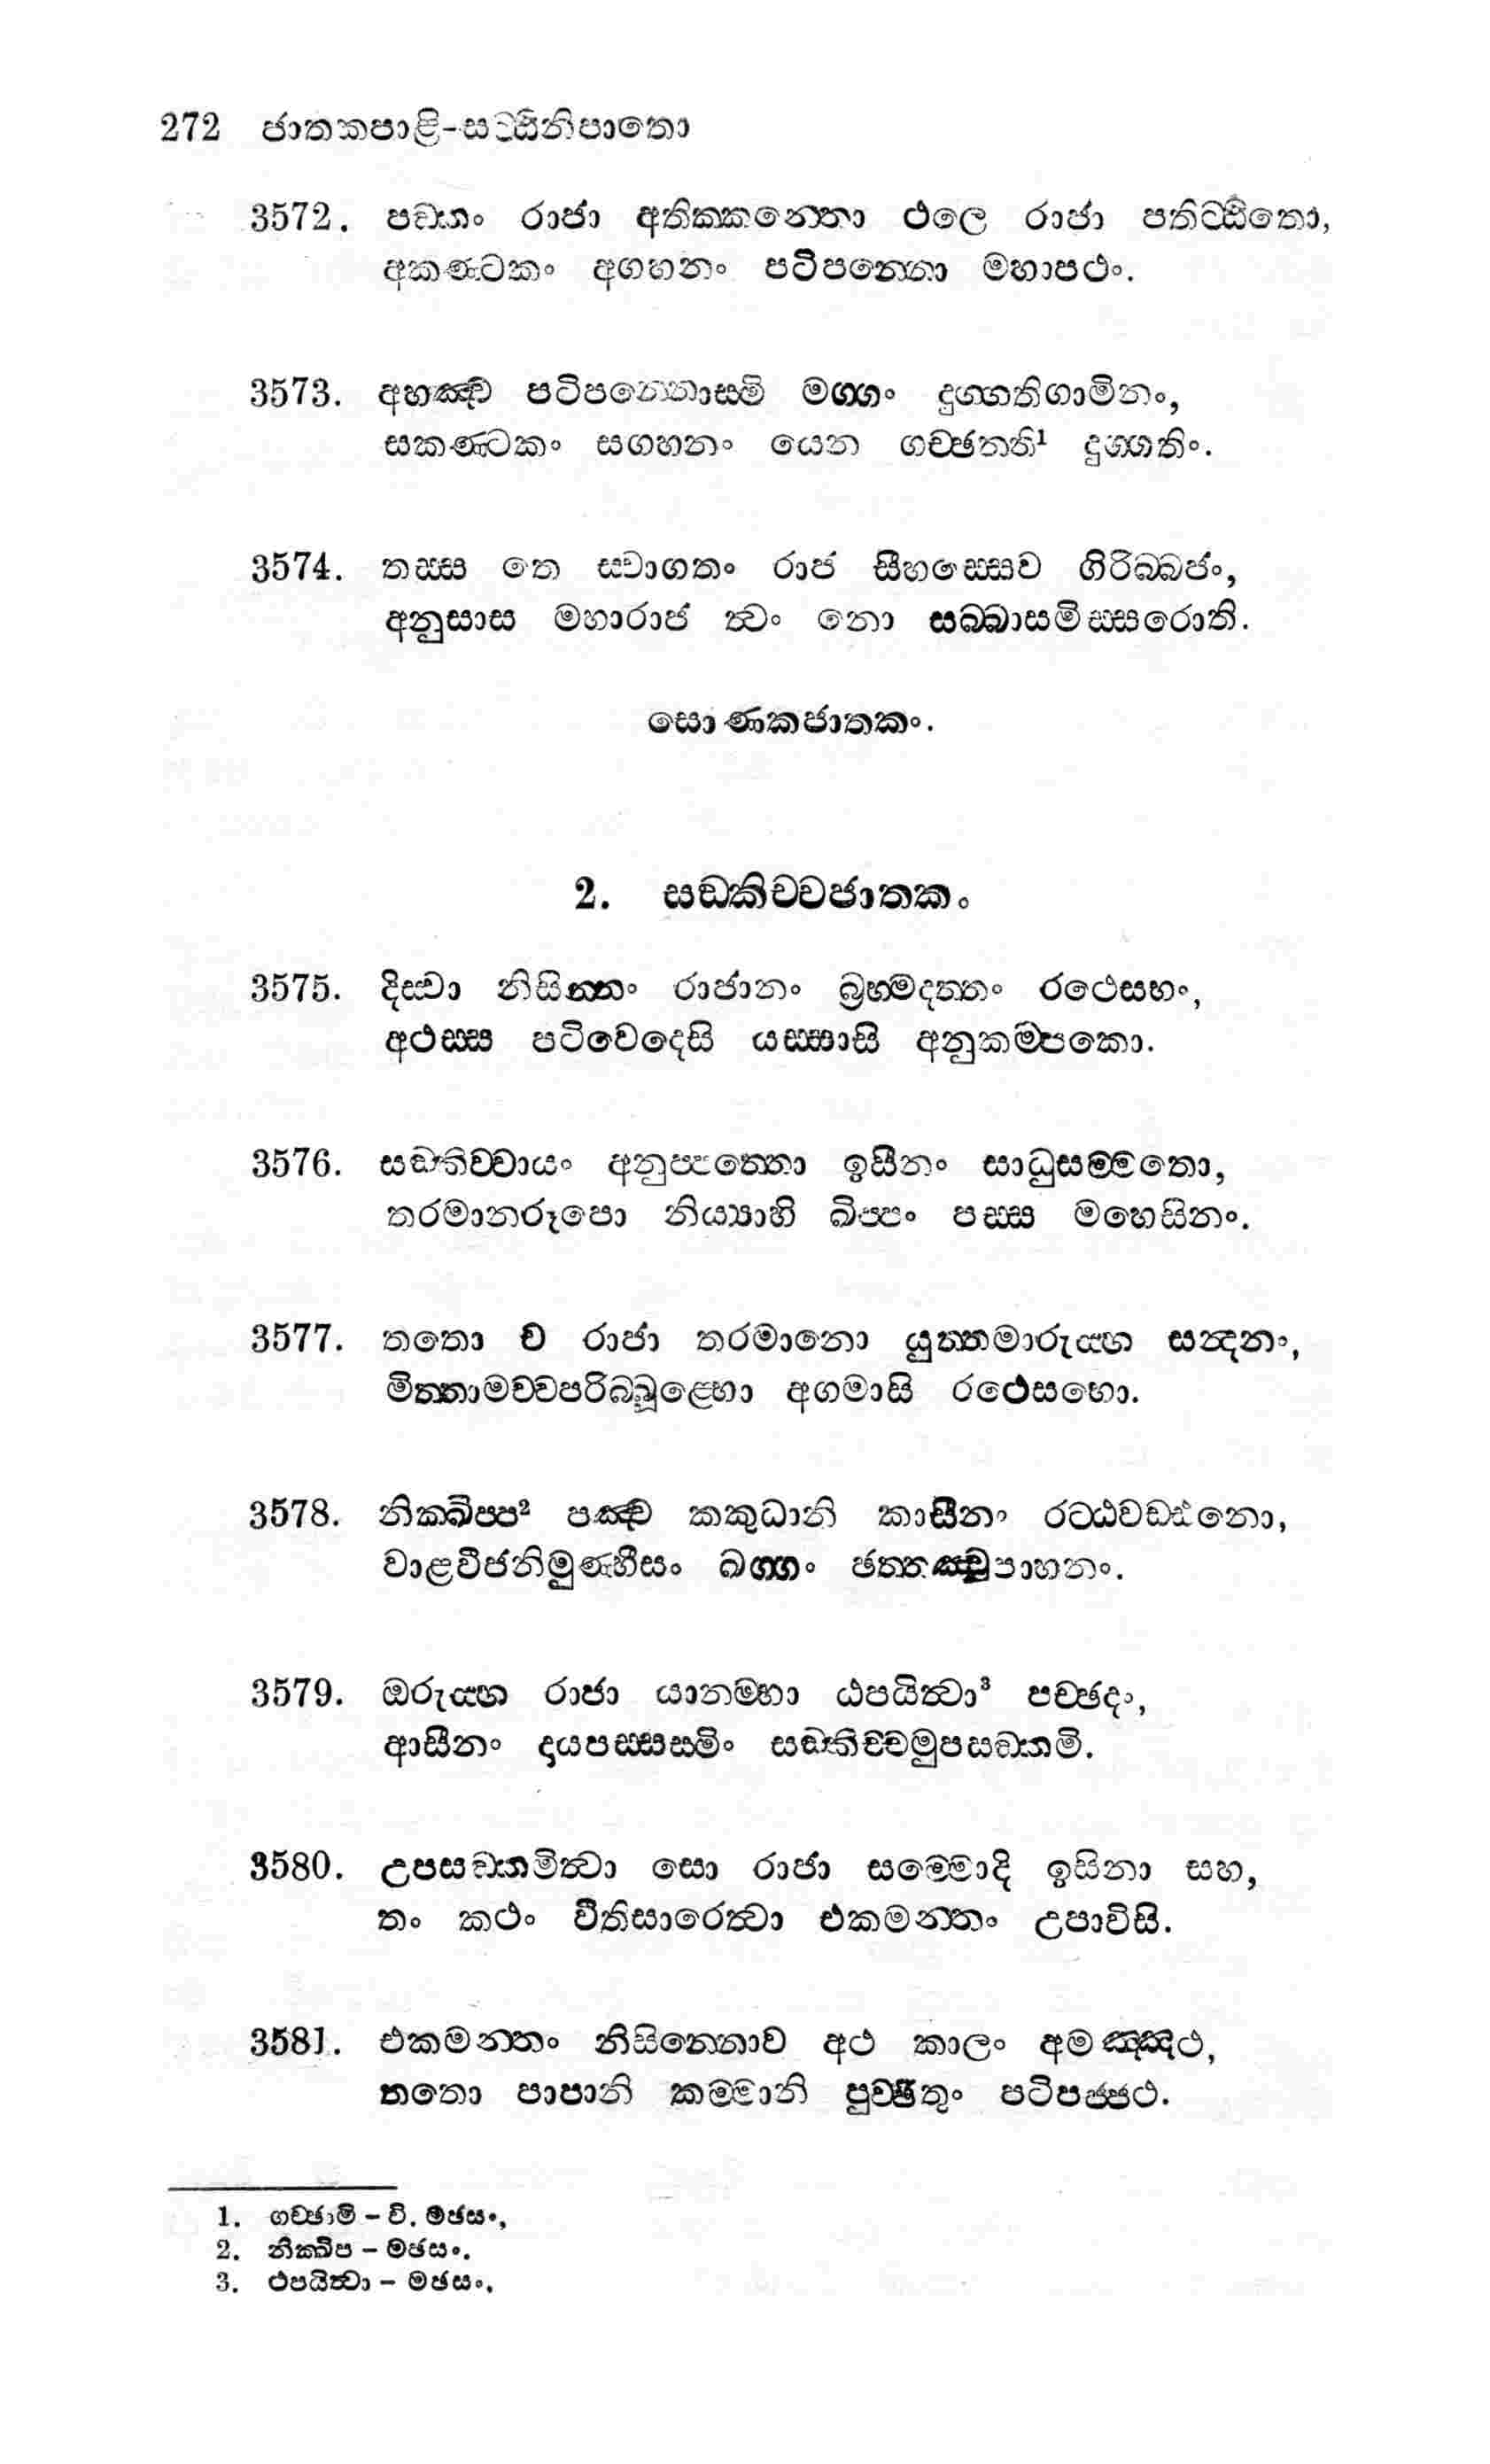 272 ජාතකපාළි-සට්ඨිනිපාතො
3572. පඞ්කං රාජා අතික්කන්තො ථලෙ රාජා පතිට්ඨිතො,
අකණ්ටකං අගහනං පටිපන්නො මහාපථං.
3573. අහඤ්ච පටිපන්නොස්මි මග්ගං දුග්ගතිගාමිනං,
සකණ්ටකං සගහනං යෙන ගච්ඡන්ති¹ දුග්ගතිං.
3574. තස්ස තෙ ස්වාගතං රාජ සීහස්සෙව ගිරිබ්බජං,
අනුසාස මහාරාජ ත්වං නො සබ්බාසමිස්සරොති.
සොණකජාතකං.
2. සඞ්කිච්චජාතකං
3575. දිස්වා නිසින්නං රාජානං බ්‍රහ්මදත්තං රථෙසභං,
අථස්ස පටිවෙදෙසි යස්සාසි අනුකම්පකො.
3576. සඞ්කිච්චායං අනුප්පත්තො ඉසීනං සාධුසම්මතො,
තරමානරූපො නිය්‍යාහි ඛිප්පං පස්ස මහෙසිනං.
3577. තතො ච රාජා තරමානො යුත්තමාරුය්හ සන්දනං,
මිත්තාමච්චපරිබ්බූළ්හො අගමාසි රථෙසභො.
3578. නික්ඛිප්ප² පඤ්ච කකුධානි කාසීනං රට්ඨවඩ්ඪනො,
වාළවීජනිමුණ්හීසං ඛග්ගං ඡත්තඤ්චුපාහනං.
3579. ඔරුය්හ රාජා යානම්හා ඨපයිත්වා³ පච්ඡදං,
ආසීනං දායපස්සස්මිං සඞ්කිච්චමුපසඞ්කමි.
3580. උපසඞ්කමිත්වා සො රාජා සම්මොදි ඉසිනා සහ,
තං කථං වීතිසාරෙත්වා එකමන්තං උපාවිසි.
3581. එකමන්තං නිසින්නොව අථ කාලං අමඤ්ඤථ,
තතො පාපානි කම්මානි පුච්ඡිතුං පටිපජ්ජථ.
1. ගච්ඡාමි - වි. මඡසං,
2. නික්ඛිප - මඡසං.
3. ථපයිත්වා - මඡසං.